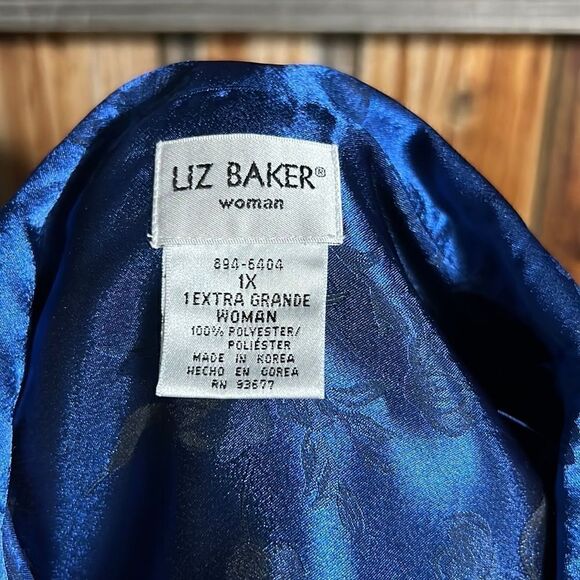 LIZ BAKER®
woman
894-6404
1X
1 EXTRA GRANDE
WOMAN
100% POLYESTER/
POLIÉSTER
MADE IN KOREA
HECHO EN COREA
RN 93677